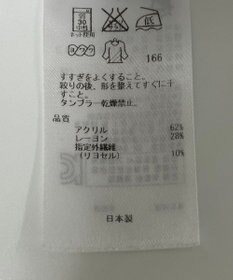 30
中性
低
ネット使用
166
すすぎをよくすること。
絞りの後、形を整えてすぐに干
すこと。
タンブラー乾燥禁止。
品質
アクリル 62%
レーヨン 28%
指定外繊維
(リヨセル) 10%
日本製